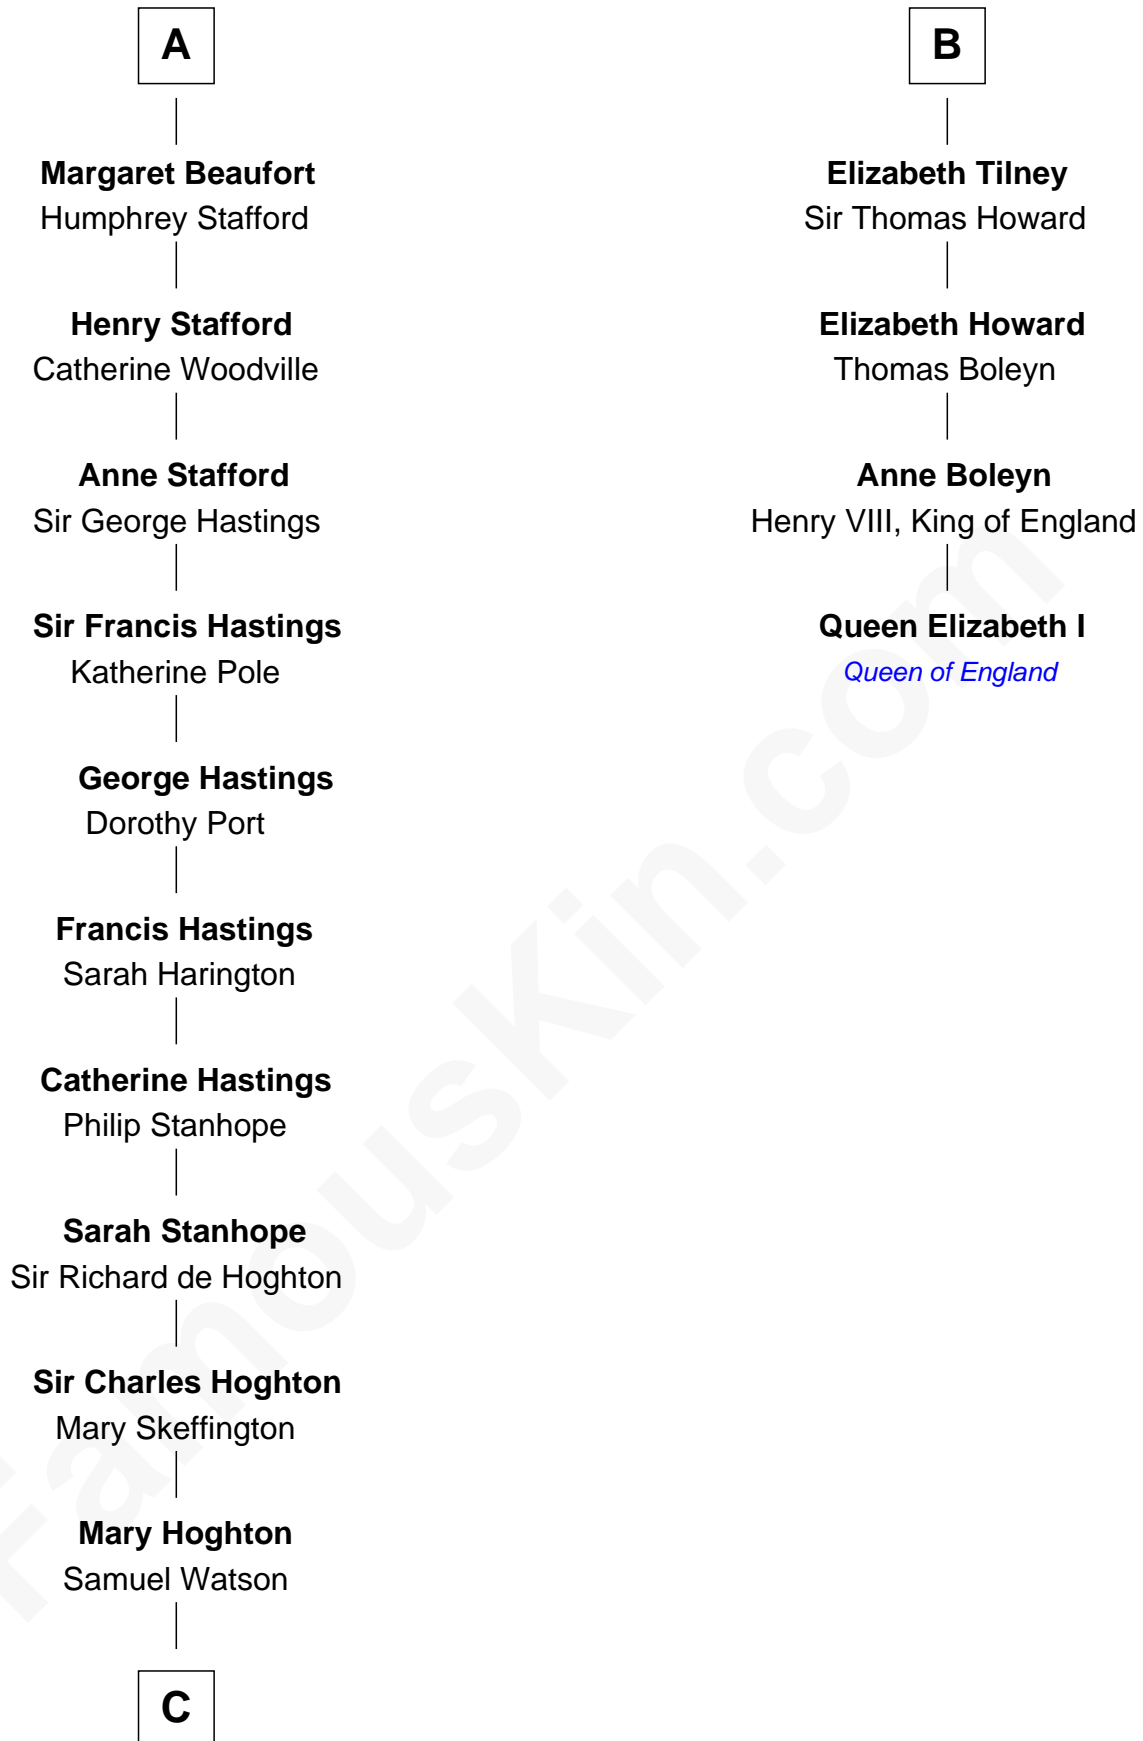 A
Margaret Beaufort
Humphrey Stafford
Henry Stafford
Catherine Woodville
Anne Stafford
Sir George Hastings
Sir Francis Hastings
Katherine Pole
George Hastings
Dorothy Port
Francis Hastings
Sarah Harington
Catherine Hastings
Philip Stanhope
Sarah Stanhope
Sir Richard de Hoghton
Sir Charles Hoghton
Mary Skeffington
Mary Hoghton
Samuel Watson
C
B
Elizabeth Tilney
Sir Thomas Howard
Elizabeth Howard
Thomas Boleyn
Anne Boleyn
Henry VIII, King of England
Queen Elizabeth I
Queen of England
FamousKin.com